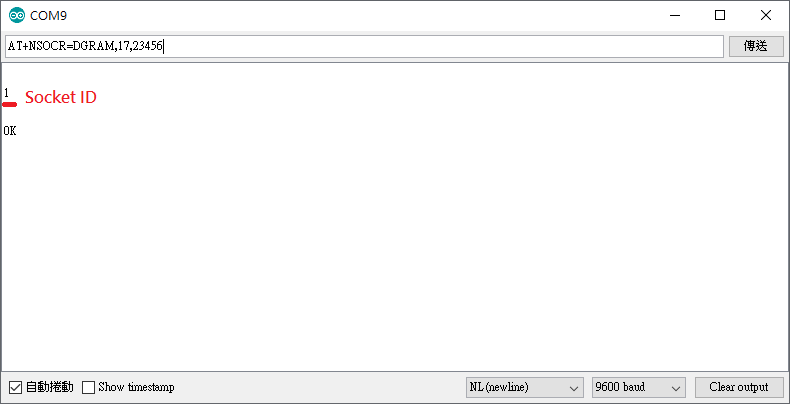 COM9
AT+NSOCR=DGRAM,17,23456
傳送
1
Socket ID
OK
自動捲動
Show timestamp
NL (newline)
9600 baud
Clear output